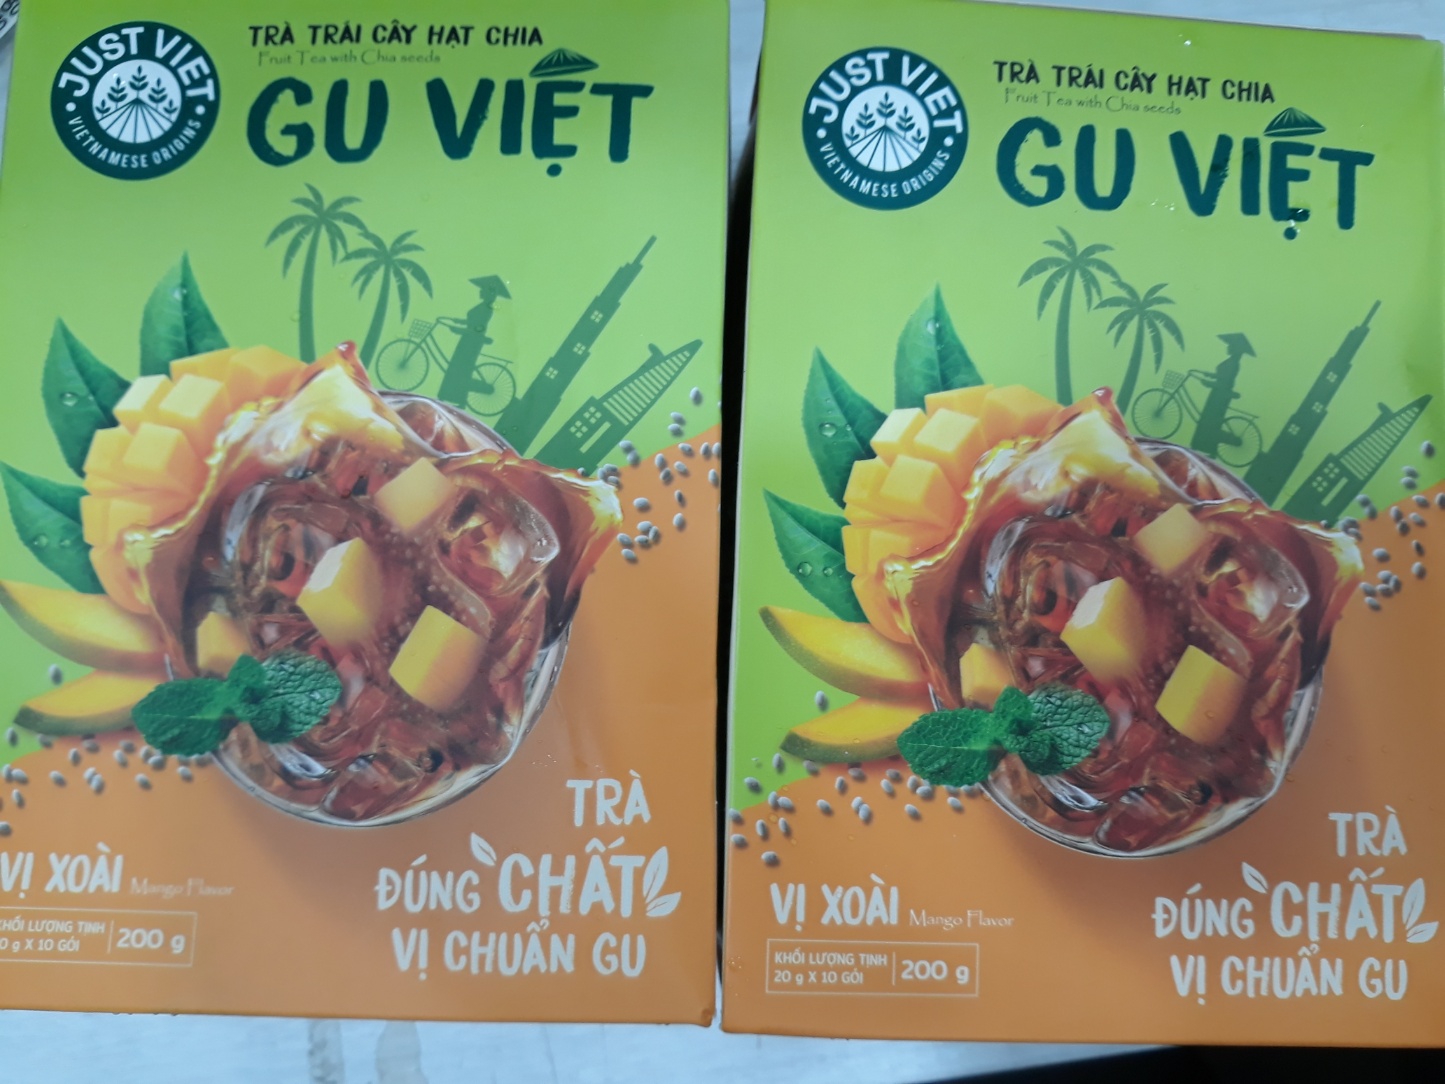 JUST VIET
VIETNAMESE ORIGINS
TRÀ TRÁI CÂY HẠT CHIA
Fruit Tea with Chia seeds
GU VIỆT
TRÀ
ĐÚNG CHẤT
VỊ CHUẨN GU
VỊ XOÀI Mango Flavor
KHỐI LƯỢNG TỊNH
0 g X 10 GÓI
200 g
JUST VIET
VIETNAMESE ORIGINS
TRÀ TRÁI CÂY HẠT CHIA
Fruit Tea with Chia seeds
GU VIỆT
TRÀ
ĐÚNG CHẤT
VỊ CHUẨN GU
VỊ XOÀI Mango Flavor
KHỐI LƯỢNG TỊNH
20 g X 10 GÓI
200 g